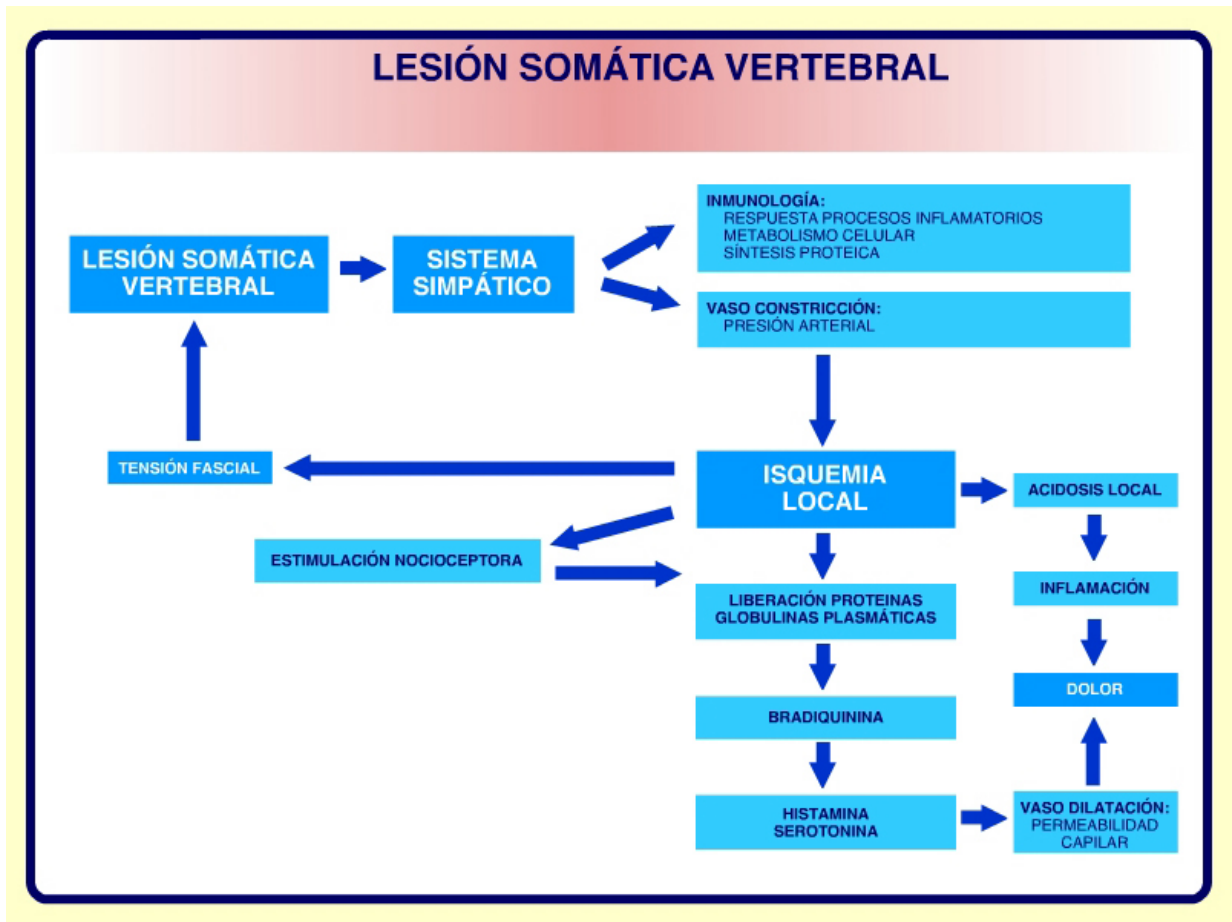 LESIÓN SOMÁTICA VERTEBRAL
LESIÓN SOMÁTICA
VERTEBRAL
SISTEMA
SIMPÁTICO
INMUNOLOGÍA:
RESPUESTA PROCESOS INFLAMATORIOS
METABOLISMO CELULAR
SÍNTESIS PROTEICA
VASO CONSTRICCIÓN:
PRESIÓN ARTERIAL
TENSIÓN FASCIAL
ISQUEMIA
LOCAL
ACIDOSIS LOCAL
ESTIMULACIÓN NOCIOCEPTORA
LIBERACIÓN PROTEINAS
GLOBULINAS PLASMÁTICAS
INFLAMACIÓN
BRADIQUININA
DOLOR
HISTAMINA
SEROTONINA
VASO DILATACIÓN:
PERMEABILIDAD
CAPILAR